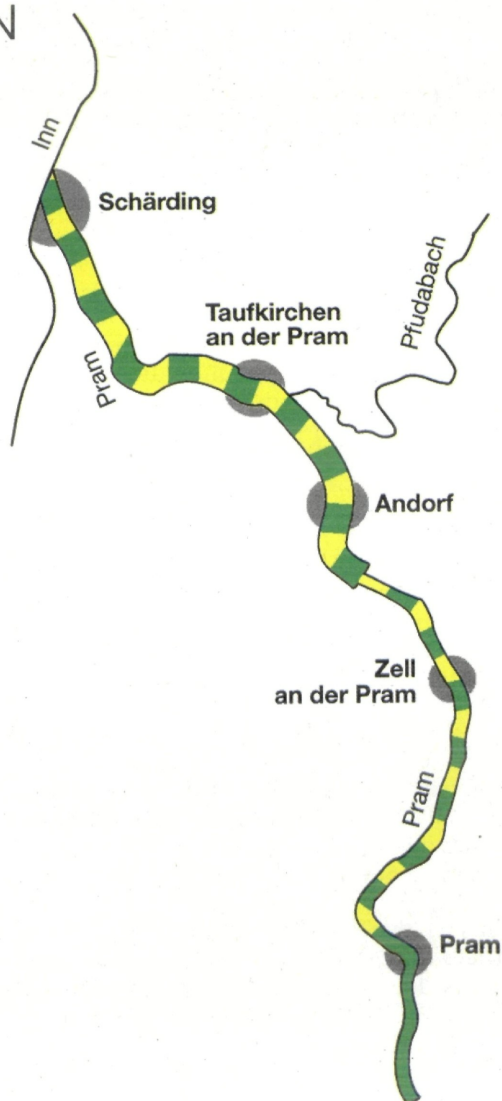 N
Inn
Schärding
Pfudabach
Taufkirchen
an der Pram
Pram
Andorf
Zell
an der Pram
Pram
Pram